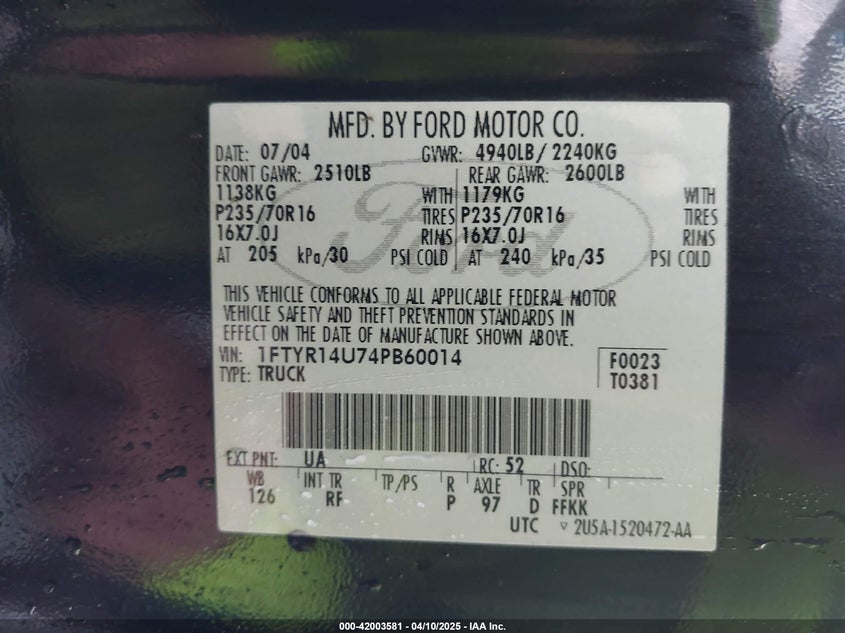 MFD. BY FORD MOTOR CO.
DATE: 07/04 GVWR: 4940LB/ 2240KG
FRONT GAWR: 2510LB REAR GAWR: 2600LB
1138KG WITH 1179KG WITH
P235/70R16 TIRES P235/70R16 TIRES
16X7.0J RIMS 16X7.0J RIMS
AT 205 kPa/30 PSI COLD AT 240 kPa/35 PSI COLD
Ford
THIS VEHICLE CONFORMS TO ALL APPLICABLE FEDERAL MOTOR
VEHICLE SAFETY AND THEFT PREVENTION STANDARDS IN
EFFECT ON THE DATE OF MANUFACTURE SHOWN ABOVE.
VIN: 1FTYR14U74PB60014 F0023
TYPE: TRUCK T0381
EXT PNT: UA RC: 52 DSO:
WB INT TR TP/PS R AXLE TR SPR
126 RF P 97 D FFKK
UTC ▽ 2U5A-1520472-AA
000-42003581 - 04/10/2025 - IAA Inc.